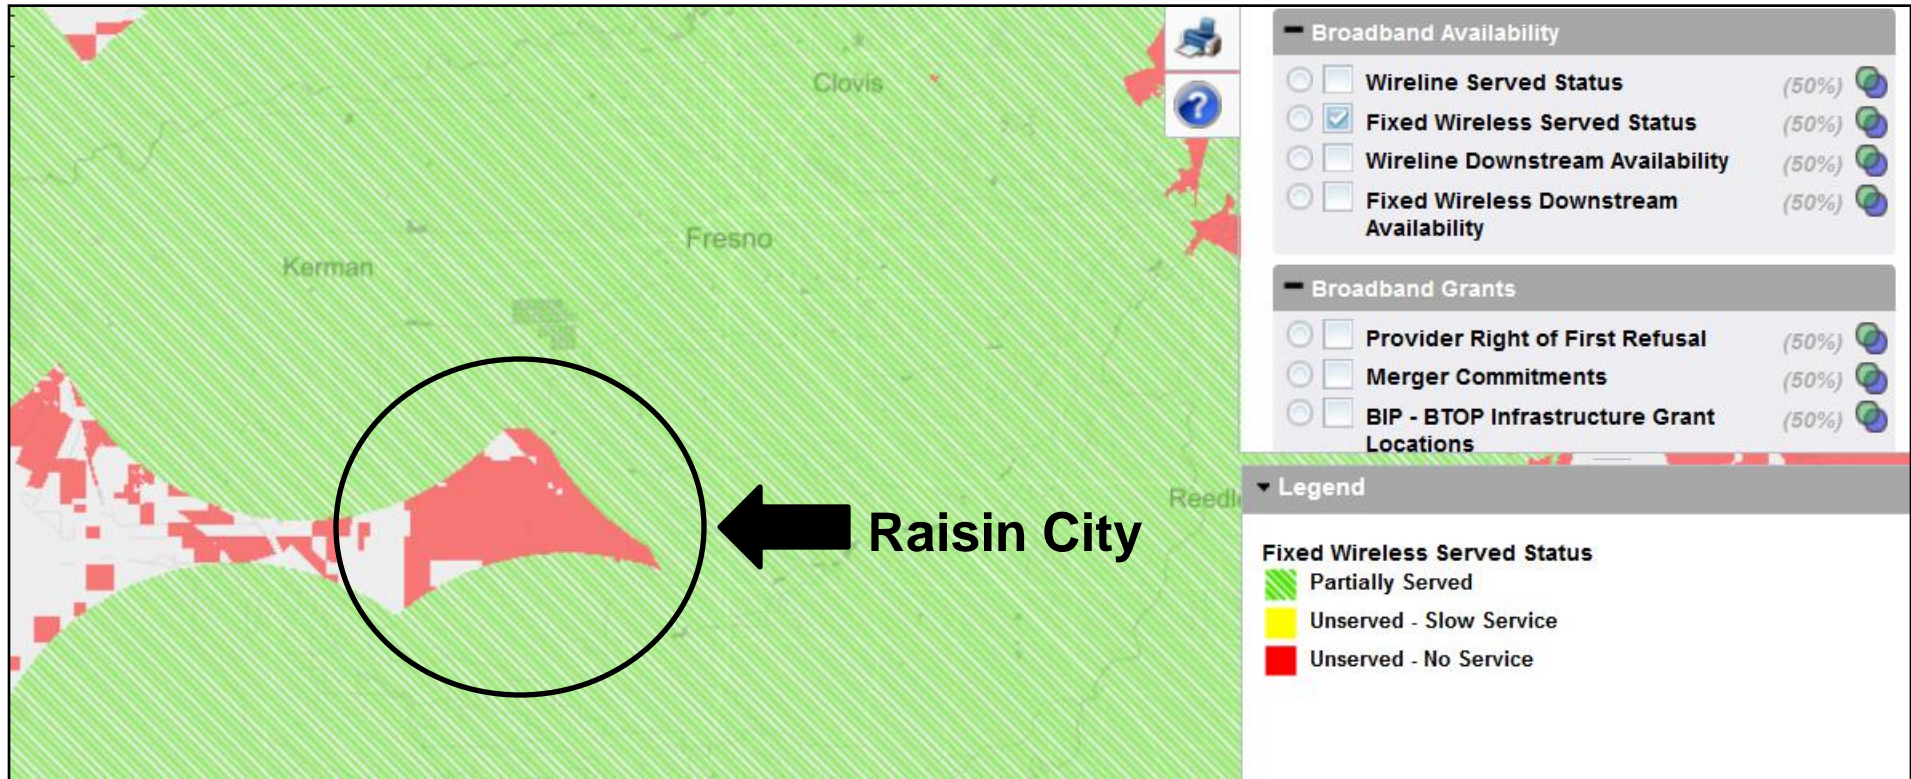 Clovis
Fresno
Kerman
Raisin City
?
Broadband Availability
Wireline Served Status (50%)
Fixed Wireless Served Status (50%)
Wireline Downstream Availability (50%)
Fixed Wireless Downstream (50%)
Availability
Broadband Grants
Provider Right of First Refusal (50%)
Merger Commitments (50%)
BIP - BTOP Infrastructure Grant (50%)
Locations
Reedle
Legend
Fixed Wireless Served Status
Partially Served
Unserved - Slow Service
Unserved - No Service